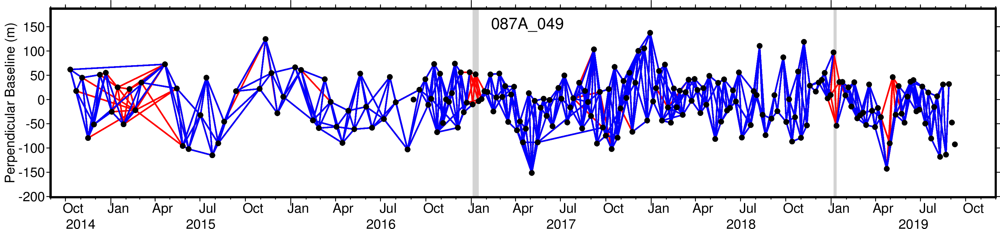 087A_049
Perpendicular Baseline (m)
150
100
50
0
-50
-100
-150
-200
Oct Jan Apr Jul Oct Jan Apr Jul Oct Jan Apr Jul Oct Jan Apr Jul Oct Jan Apr Jul Oct
2014 2015 2016 2017 2018 2019